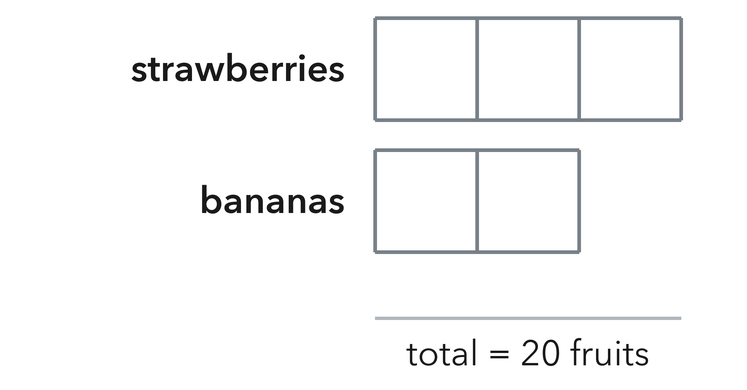 strawberries
bananas
total = 20 fruits